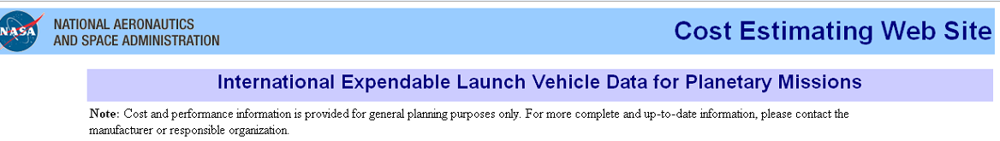 NASA
NATIONAL AERONAUTICS
AND SPACE ADMINISTRATION
Cost Estimating Web Site
International Expendable Launch Vehicle Data for Planetary Missions
Note: Cost and performance information is provided for general planning purposes only. For more complete and up-to-date information, please contact the
manufacturer or responsible organization.